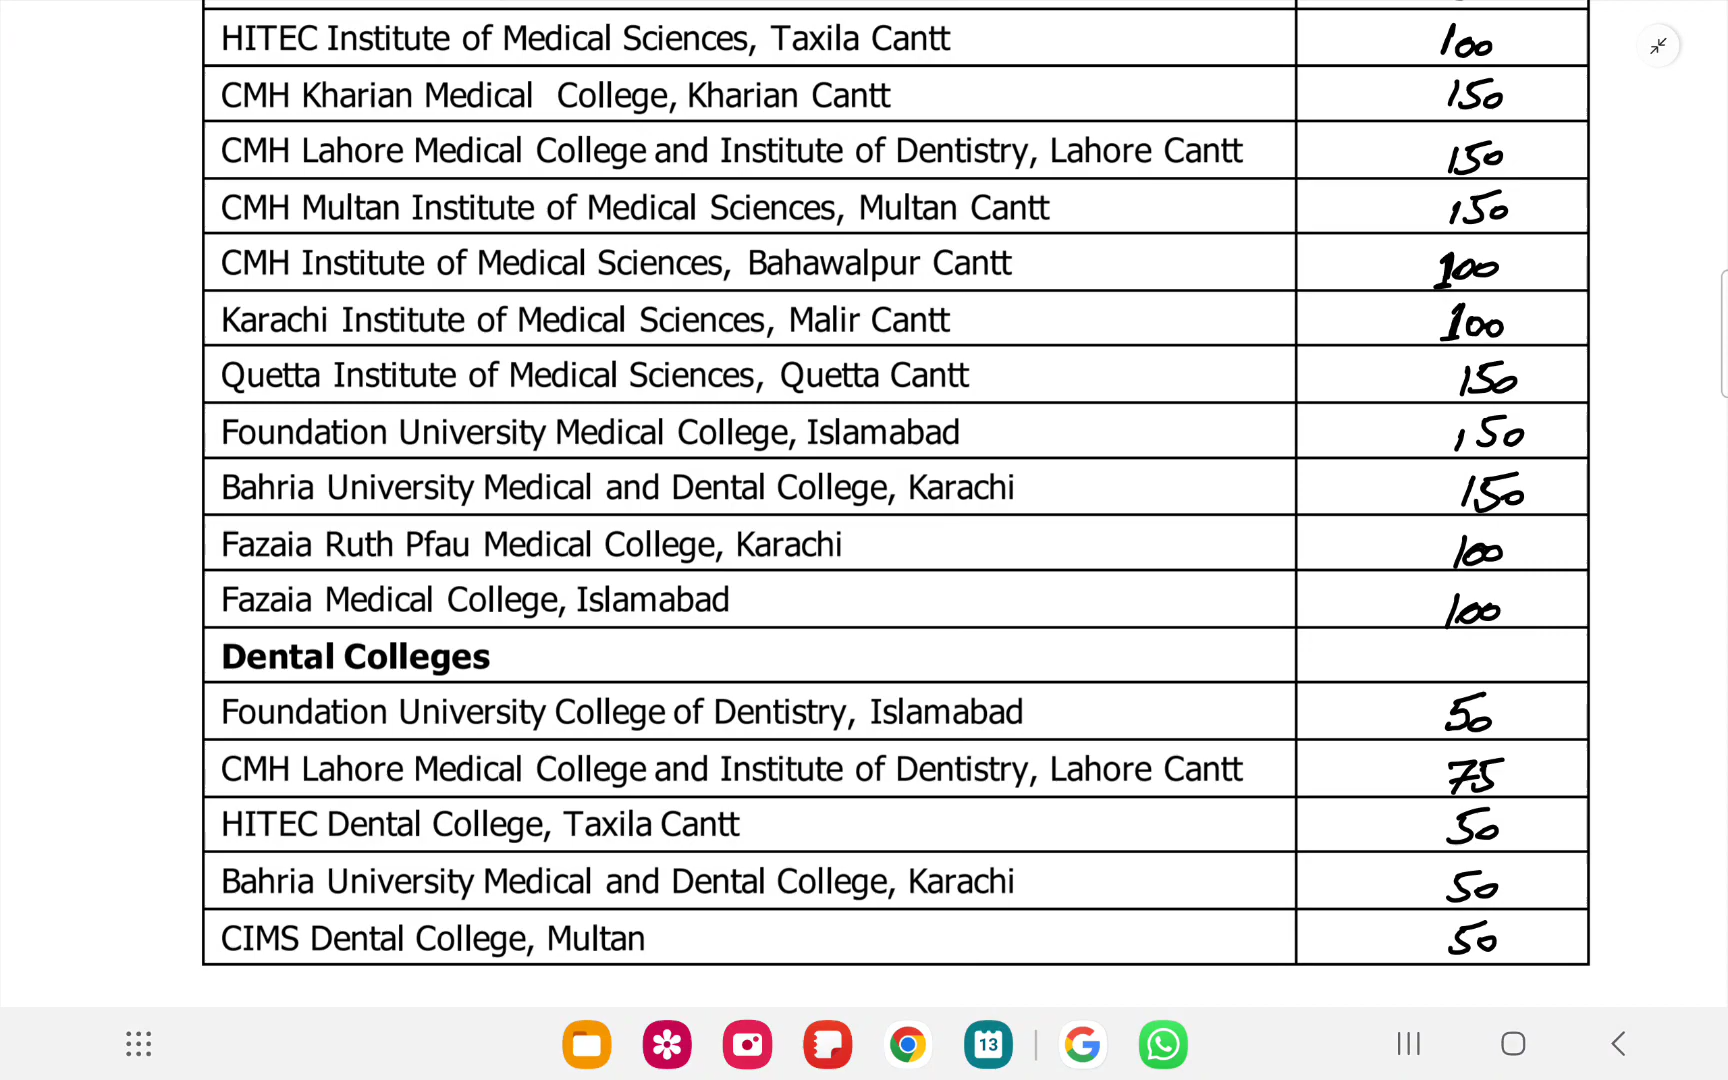 HITEC Institute of Medical Sciences, Taxila Cantt 100
CMH Kharian Medical College, Kharian Cantt 150
CMH Lahore Medical College and Institute of Dentistry, Lahore Cantt 150
CMH Multan Institute of Medical Sciences, Multan Cantt 150
CMH Institute of Medical Sciences, Bahawalpur Cantt 100
Karachi Institute of Medical Sciences, Malir Cantt 100
Quetta Institute of Medical Sciences, Quetta Cantt 150
Foundation University Medical College, Islamabad 150
Bahria University Medical and Dental College, Karachi 150
Fazaia Ruth Pfau Medical College, Karachi 100
Fazaia Medical College, Islamabad 100
Dental Colleges
Foundation University College of Dentistry, Islamabad 50
CMH Lahore Medical College and Institute of Dentistry, Lahore Cantt 75
HITEC Dental College, Taxila Cantt 50
Bahria University Medical and Dental College, Karachi 50
CIMS Dental College, Multan 50
13